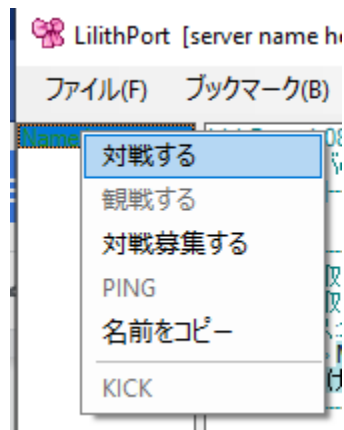 LilithPort [server name h
ファイル(F) ブックマーク(B)
Name
対戦する
観戦する
対戦募集する
PING
名前をコピー
KICK